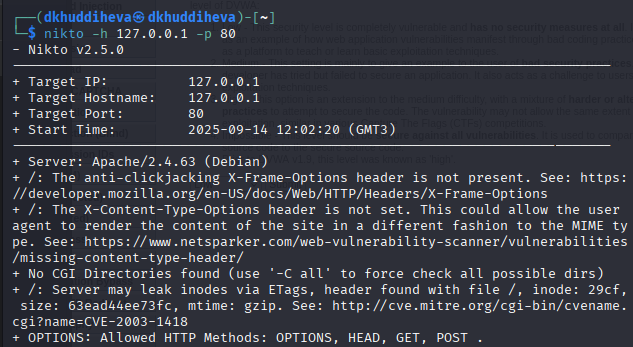 (dkhuddiheva㉿dkhuddiheva)-[~]
$ nikto -h 127.0.0.1 -p 80
- Nikto v2.5.0
+ Target IP: 127.0.0.1
+ Target Hostname: 127.0.0.1
+ Target Port: 80
+ Start Time: 2025-09-14 12:02:20 (GMT3)
+ Server: Apache/2.4.63 (Debian)
+ /: The anti-clickjacking X-Frame-Options header is not present. See: https:
//developer.mozilla.org/en-US/docs/Web/HTTP/Headers/X-Frame-Options
+ /: The X-Content-Type-Options header is not set. This could allow the user
agent to render the content of the site in a different fashion to the MIME ty
pe. See: https://www.netsparker.com/web-vulnerability-scanner/vulnerabilities
/missing-content-type-header/
+ No CGI Directories found (use '-C all' to force check all possible dirs)
+ /: Server may leak inodes via ETags, header found with file /, inode: 29cf,
size: 63ead44ee73fc, mtime: gzip. See: http://cve.mitre.org/cgi-bin/cvename.
cgi?name=CVE-2003-1418
+ OPTIONS: Allowed HTTP Methods: OPTIONS, HEAD, GET, POST .